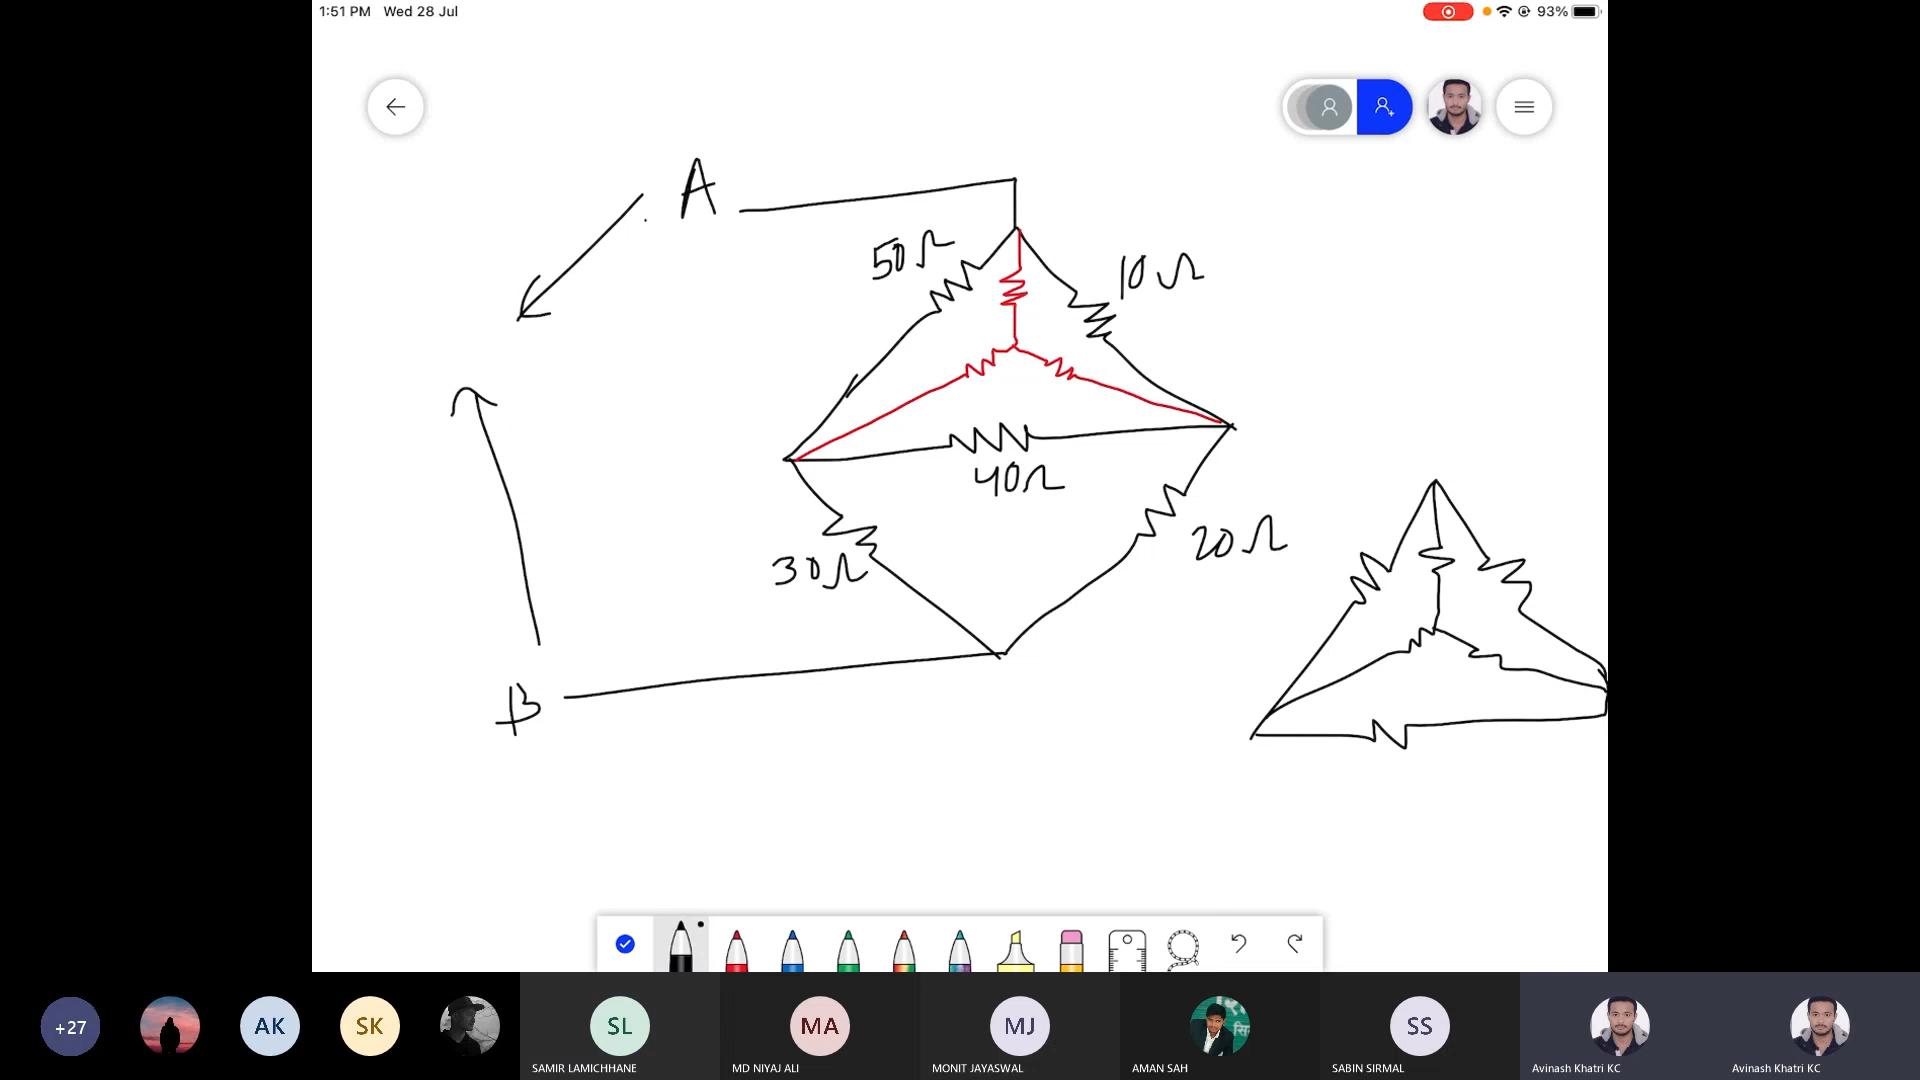 1:51 PM Wed 28 Jul
93%
A
50Ω
10Ω
40Ω
30Ω
20Ω
B
+27
AK
SK
SL
MA
MJ
SS
SAMIR LAMICHHANE
MD NIYAJ ALI
MONIT JAYASWAL
AMAN SAH
SABIN SIRMAL
Avinash Khatri KC
Avinash Khatri KC